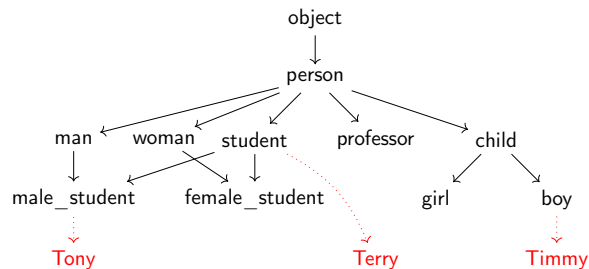 object
person
man woman student professor child
male_student female_student girl boy
Tony Terry Timmy